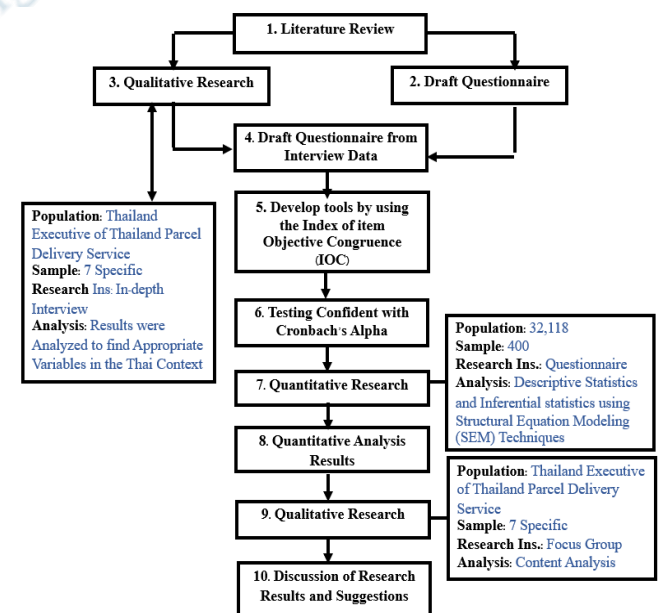 1. Literature Review
3. Qualitative Research
2. Draft Questionnaire
4. Draft Questionnaire from
Interview Data
Population: Thailand
Executive of Thailand Parcel
Delivery Service
Sample: 7 Specific
Research Ins: In-depth
Interview
Analysis: Results were
Analyzed to find Appropriate
Variables in the Thai Context
5. Develop tools by using
the Index of item
Objective Congruence
(IOC)
6. Testing Confident with
Cronbach's Alpha
7. Quantitative Research
Population: 32,118
Sample: 400
Research Ins.: Questionnaire
Analysis: Descriptive Statistics
and Inferential statistics using
Structural Equation Modeling
(SEM) Techniques
8. Quantitative Analysis
Results
9. Qualitative Research
Population: Thailand Executive
of Thailand Parcel Delivery
Service
Sample: 7 Specific
Research Ins.: Focus Group
Analysis: Content Analysis
10. Discussion of Research
Results and Suggestions